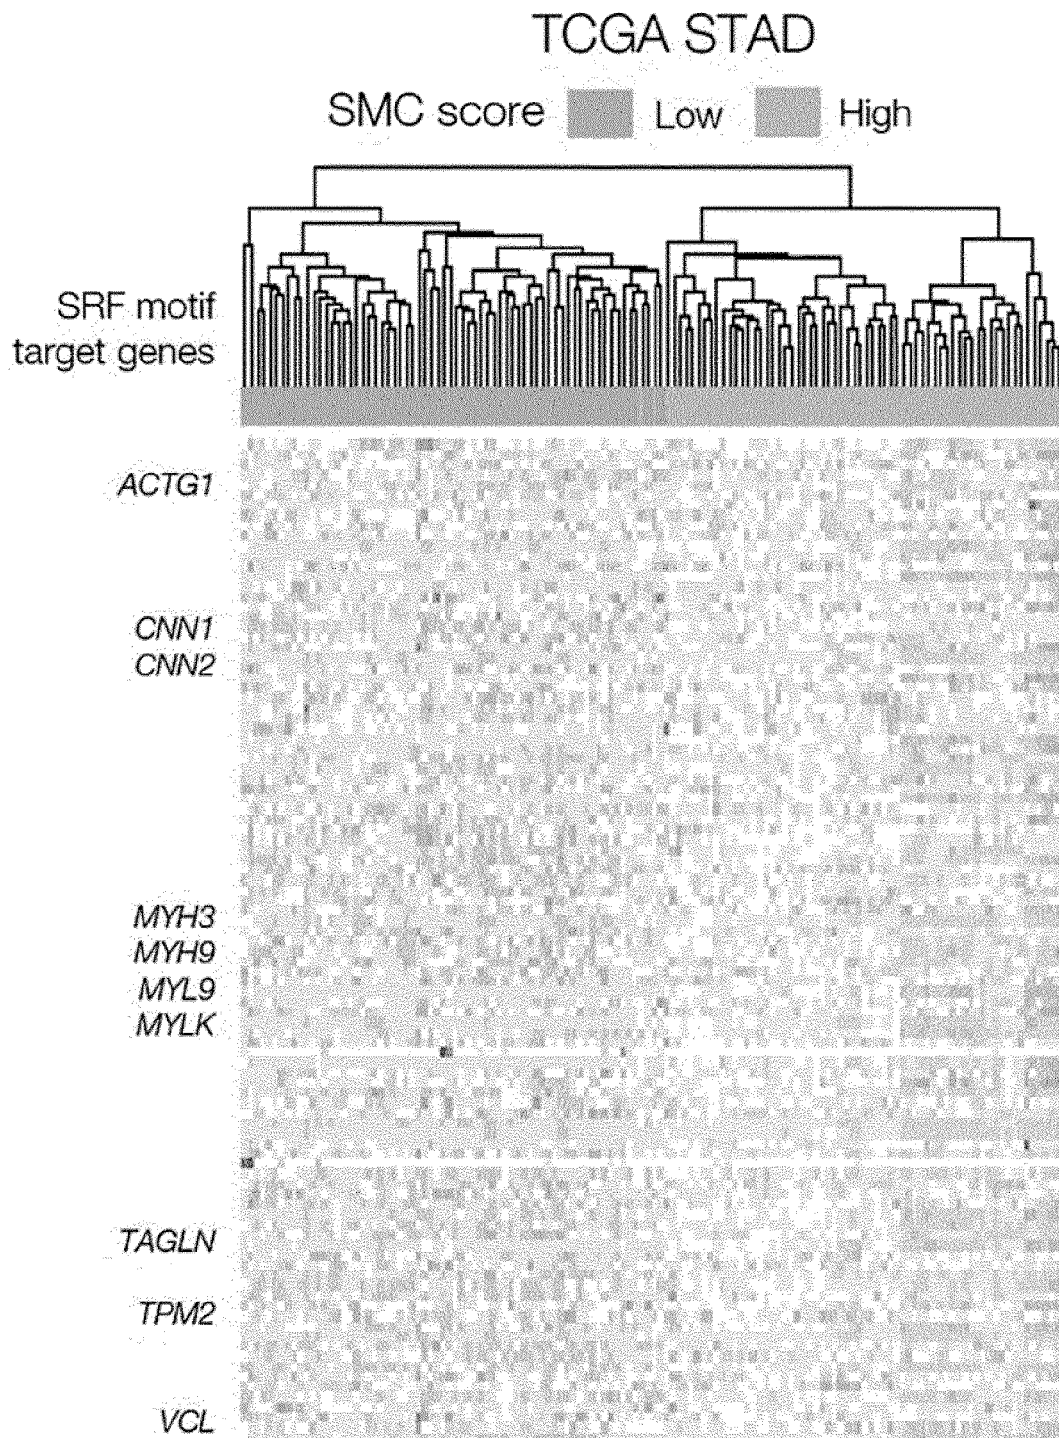 TCGA STAD
SMC score Low High
SRF motif
target genes
ACTG1
CNN1
CNN2
MYH3
MYH9
MYL9
MYLK
TAGLN
TPM2
VCL